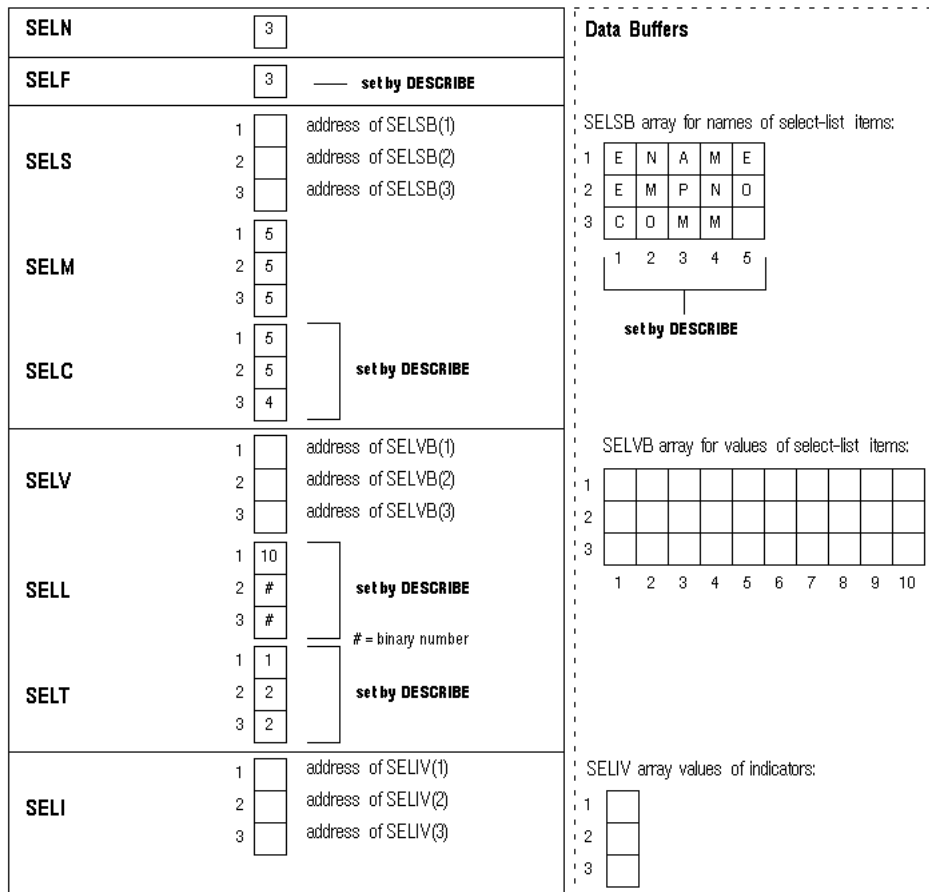 SELN 3
SELF 3 set by DESCRIBE
SELS
1 address of SELSB(1)
2 address of SELSB(2)
3 address of SELSB(3)
SELM
1 5
2 5
3 5
SELC
1 5
2 5
3 4
set by DESCRIBE
SELV
1 address of SELVB(1)
2 address of SELVB(2)
3 address of SELVB(3)
SELL
1 10
2 #
3 #
set by DESCRIBE
# = binary number
SELT
1 1
2 2
3 2
set by DESCRIBE
SELI
1 address of SELIV(1)
2 address of SELIV(2)
3 address of SELIV(3)
Data Buffers
SELSB array for names of select-list items:
1 E N A M E
2 E M P N O
3 C O M M
1 2 3 4 5
set by DESCRIBE
SELVB array for values of select-list items:
1
2
3
1 2 3 4 5 6 7 8 9 10
SELIV array values of indicators:
1
2
3